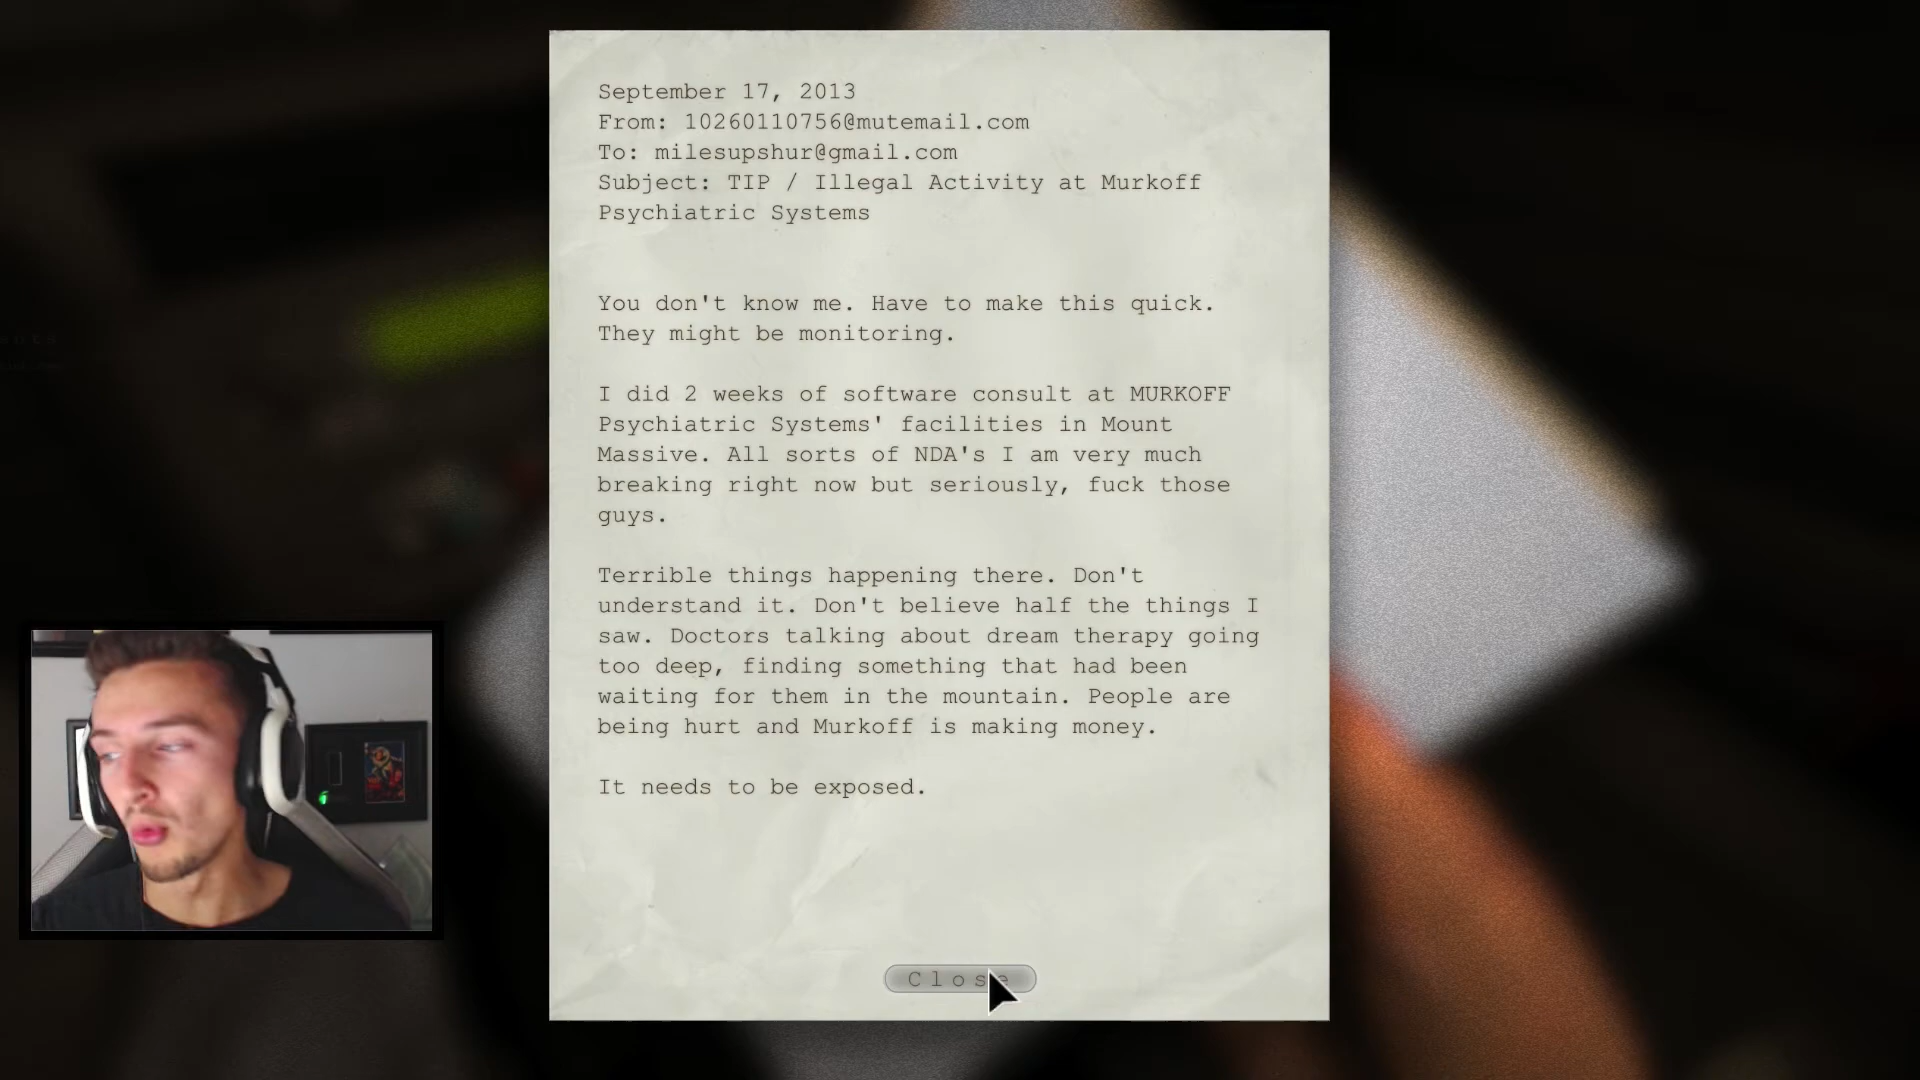 September 17, 2013
From: 10260110756@mutemail.com
To: milesupshur@gmail.com
Subject: TIP / Illegal Activity at Murkoff
Psychiatric Systems
You don't know me. Have to make this quick.
They might be monitoring.
I did 2 weeks of software consult at MURKOFF
Psychiatric Systems' facilities in Mount
Massive. All sorts of NDA's I am very much
breaking right now but seriously, fuck those
guys.
Terrible things happening there. Don't
understand it. Don't believe half the things I
saw. Doctors talking about dream therapy going
too deep, finding something that had been
waiting for them in the mountain. People are
being hurt and Murkoff is making money.
It needs to be exposed.
Close